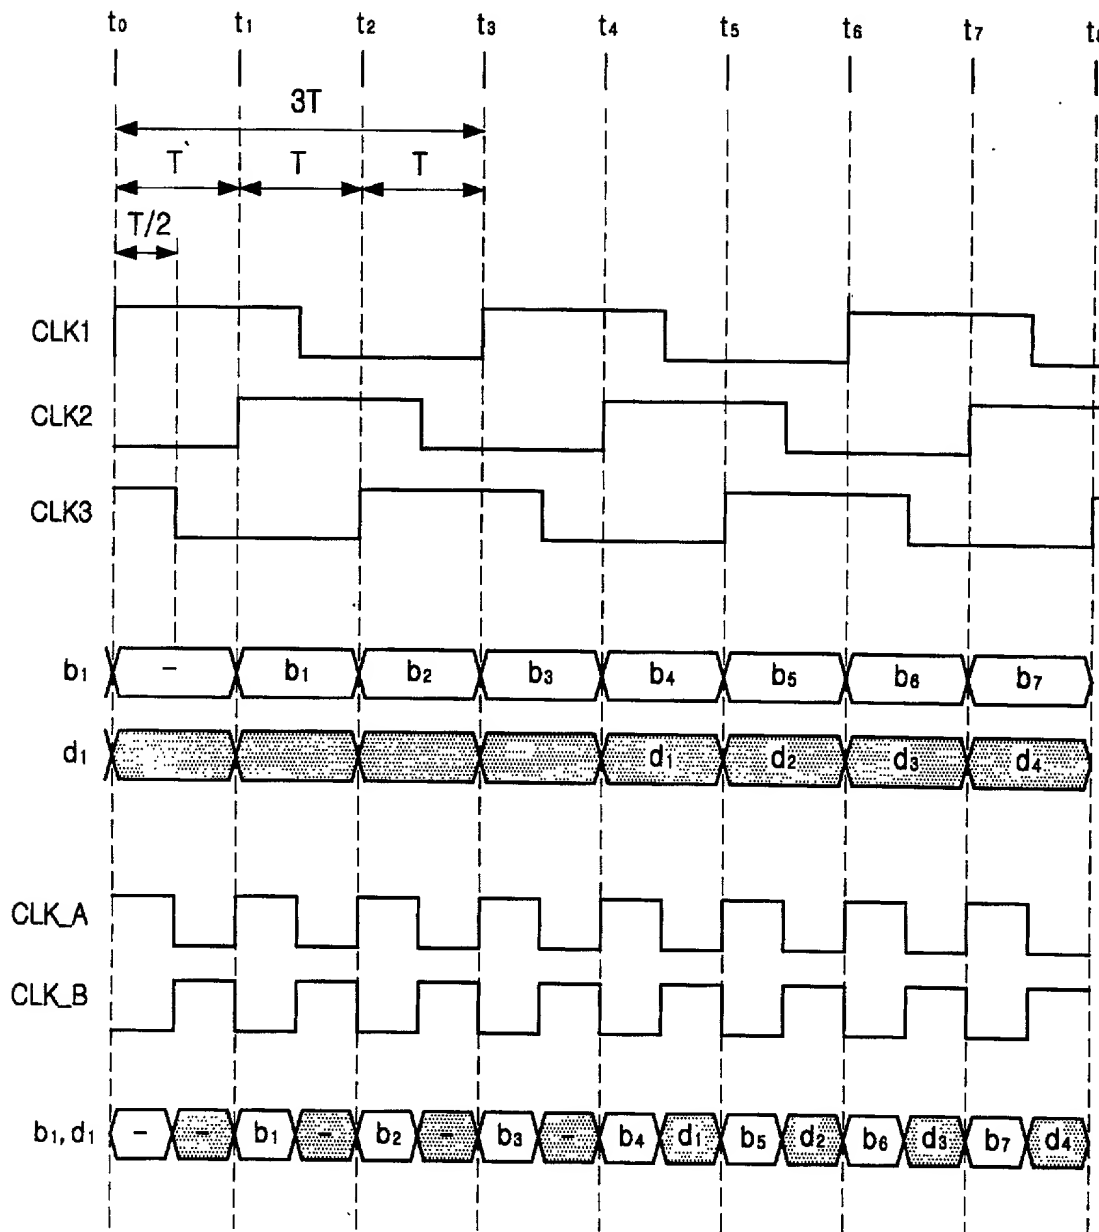 t0 t1 t2 t3 t4 t5 t6 t7
3T
T T T
T/2
CLK1
CLK2
CLK3
b1 – b1 b2 b3 b4 b5 b6 b7
d1 d1 d2 d3 d4
CLK_A
CLK_B
b1,d1 – – b1 – b2 – b3 – b4 d1 b5 d2 b6 d3 b7 d4